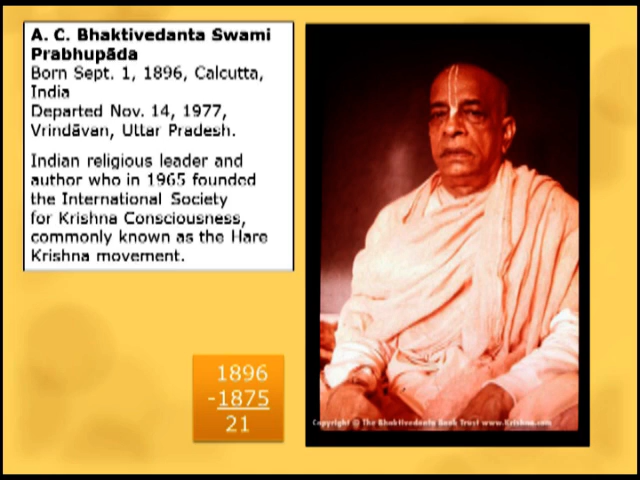 A. C. Bhaktivedanta Swami
Prabhupāda
Born Sept. 1, 1896, Calcutta,
India
Departed Nov. 14, 1977,
Vrindāvan, Uttar Pradesh.
Indian religious leader and
author who in 1965 founded
the International Society
for Krishna Consciousness,
commonly known as the Hare
Krishna movement.
1896
-1875
21
Copyright © The Bhaktivedanta Book Trust www.Krishna.com